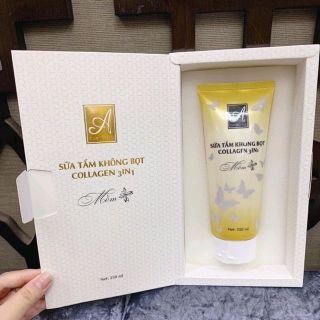 A
SỮA TẮM KHÔNG BỌT
COLLAGEN 3IN1
Mềm
Net: 250 ml
A
SỮA TẮM KHÔNG BỌT
COLLAGEN 3IN1
Mềm
Net: 250 ml